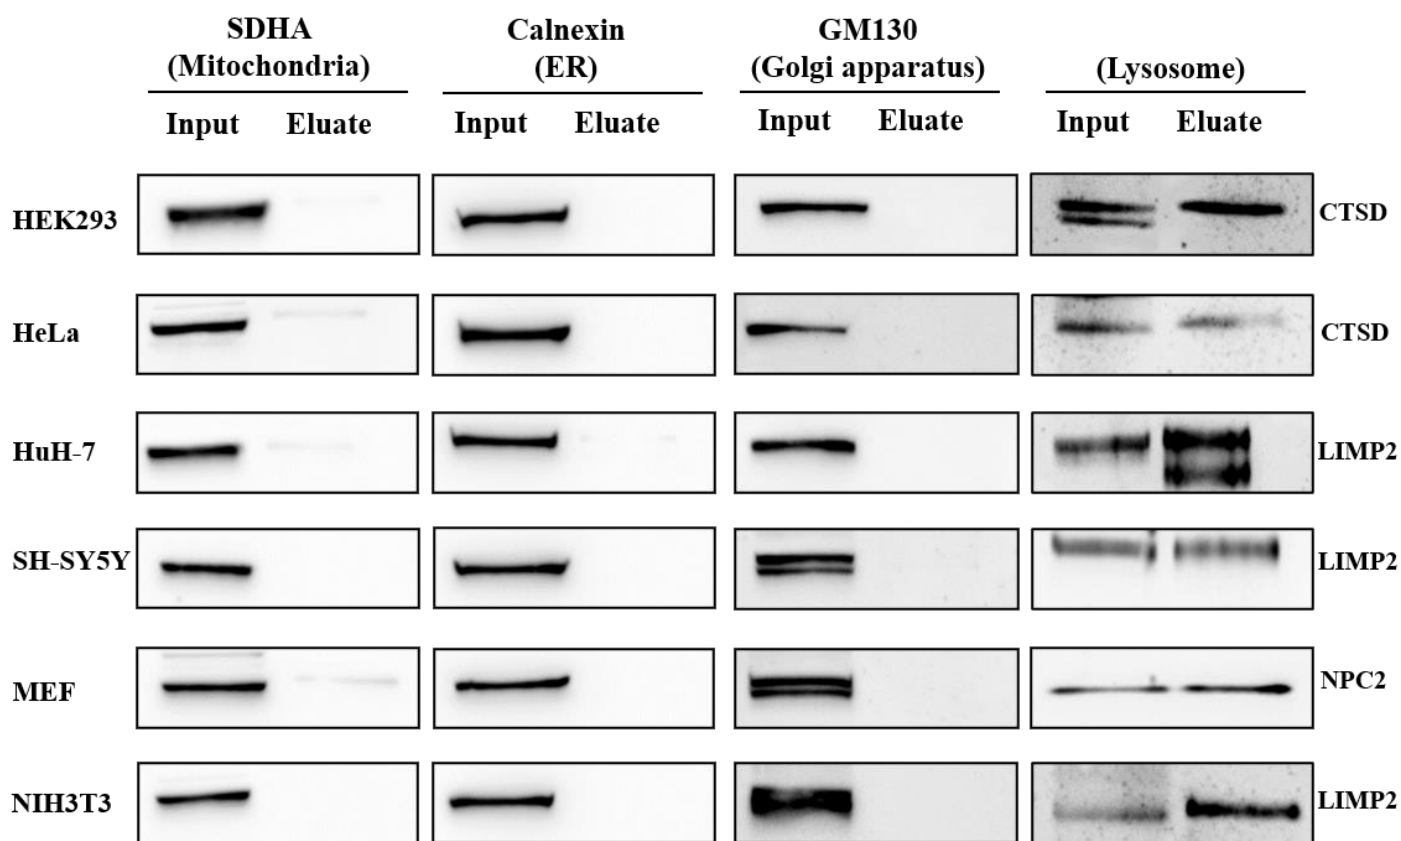 SDHA
(Mitochondria)
Calnexin
(ER)
GM130
(Golgi apparatus)
(Lysosome)
Input Eluate
Input Eluate
Input Eluate
Input Eluate
HEK293
CTSD
HeLa
CTSD
HuH-7
LIMP2
SH-SY5Y
LIMP2
MEF
NPC2
NIH3T3
LIMP2